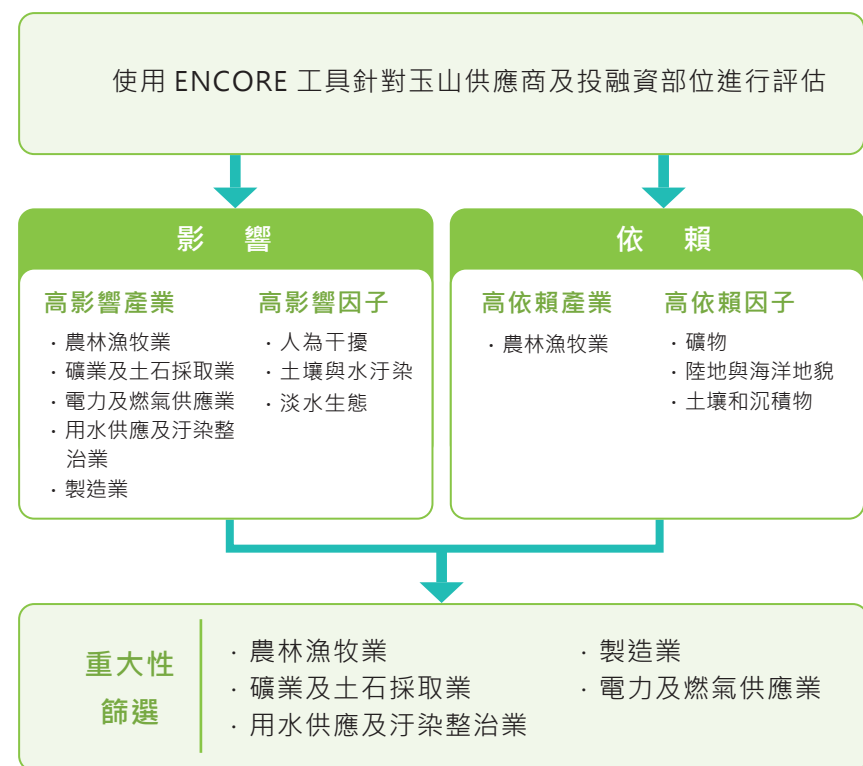 使用 ENCORE 工具針對玉山供應商及投融資部位進行評估
影 響
高影響產業
・農林漁牧業
・礦業及土石採取業
・電力及燃氣供應業
・用水供應及汙染整
治業
・製造業
高影響因子
・人為干擾
・土壤與水汙染
・淡水生態
依 賴
高依賴產業
・農林漁牧業
高依賴因子
・礦物
・陸地與海洋地貌
・土壤和沉積物
重大性
篩選
・農林漁牧業
・礦業及土石採取業
・用水供應及汙染整治業
・製造業
・電力及燃氣供應業